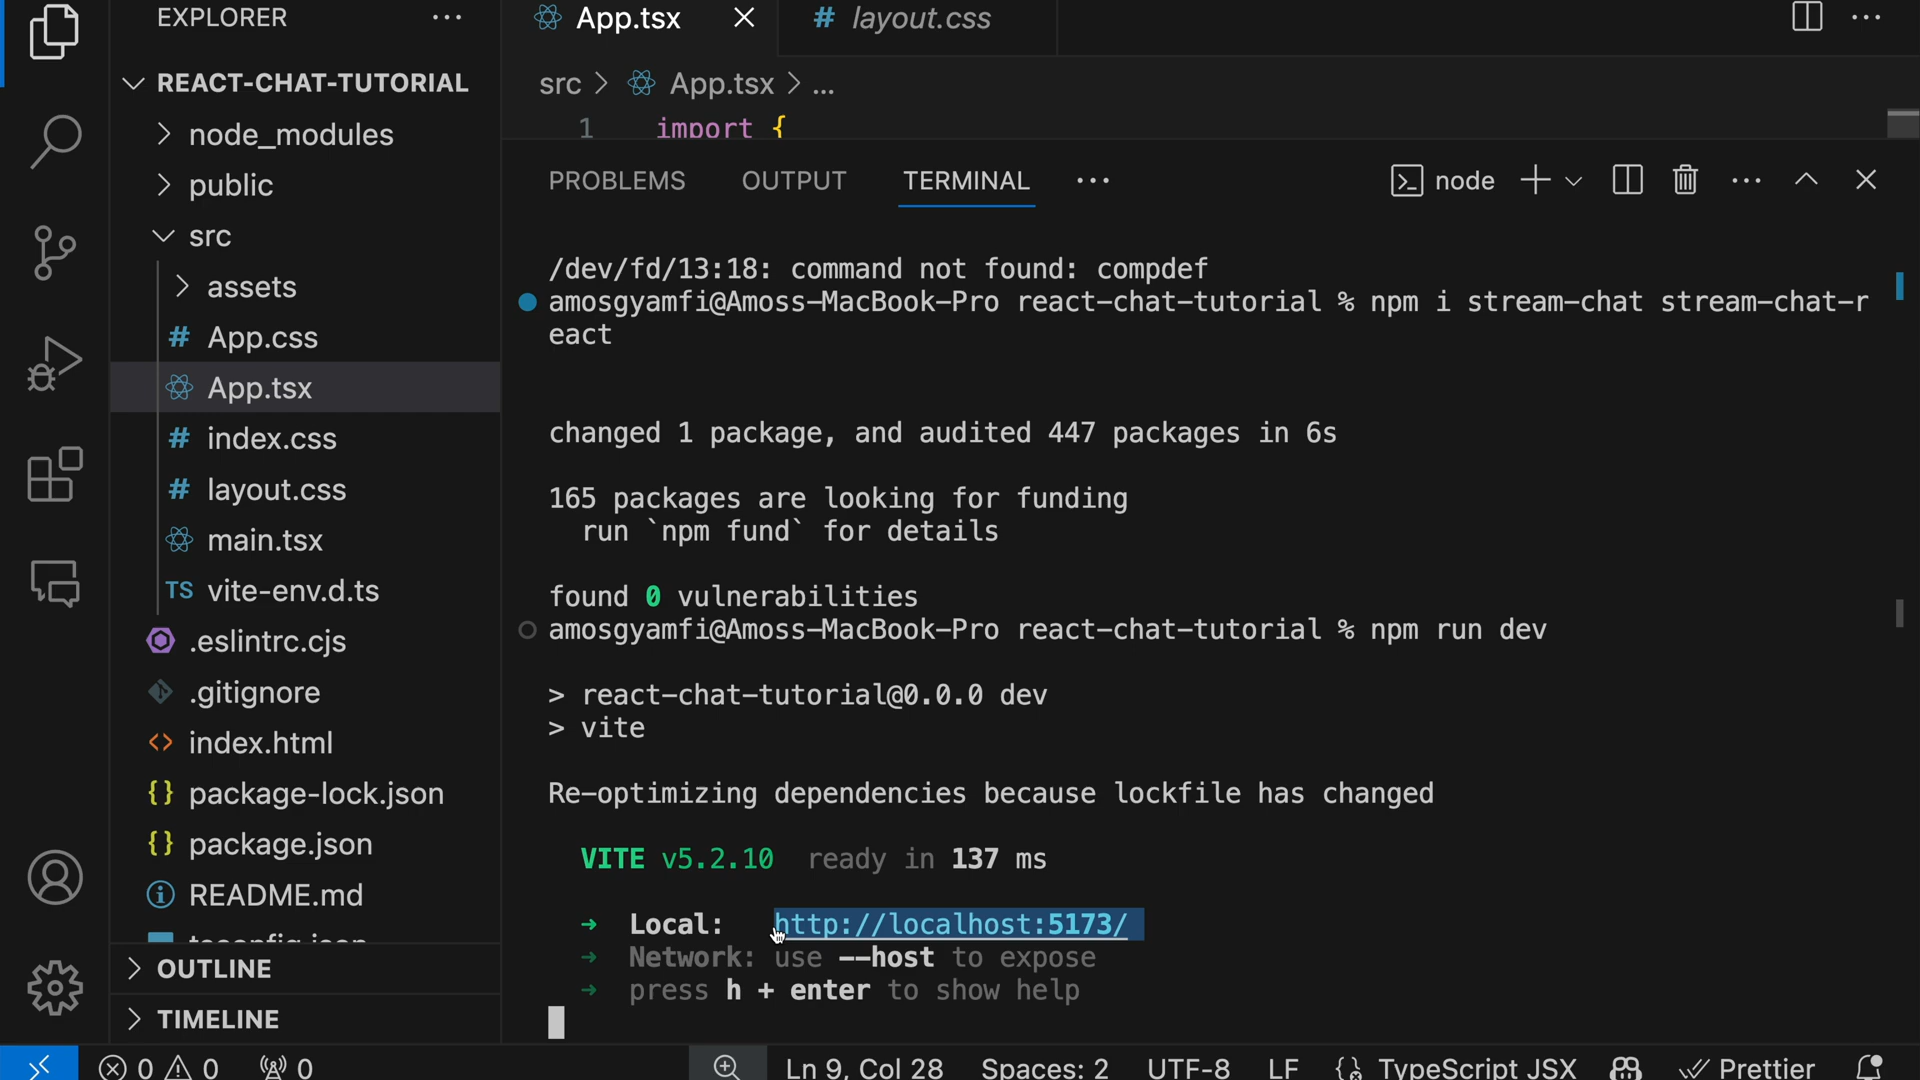 EXPLORER
REACT-CHAT-TUTORIAL
node_modules
public
src
assets
# App.css
App.tsx
# index.css
# layout.css
main.tsx
TS vite-env.d.ts
.eslintrc.cjs
.gitignore
<> index.html
{} package-lock.json
{} package.json
README.md
tsconfig.json
OUTLINE
TIMELINE
App.tsx
# layout.css
src > App.tsx > ...
1 import {
PROBLEMS OUTPUT TERMINAL
node
/dev/fd/13:18: command not found: compdef
amosgyamfi@Amoss-MacBook-Pro react-chat-tutorial % npm i stream-chat stream-chat-r
eact
changed 1 package, and audited 447 packages in 6s
165 packages are looking for funding
run `npm fund` for details
found 0 vulnerabilities
amosgyamfi@Amoss-MacBook-Pro react-chat-tutorial % npm run dev
> react-chat-tutorial@0.0.0 dev
> vite
Re-optimizing dependencies because lockfile has changed
VITE v5.2.10 ready in 137 ms
➜ Local: http://localhost:5173/
➜ Network: use --host to expose
➜ press h + enter to show help
0 0 0 Ln 9, Col 28 Spaces: 2 UTF-8 LF TypeScript JSX Prettier